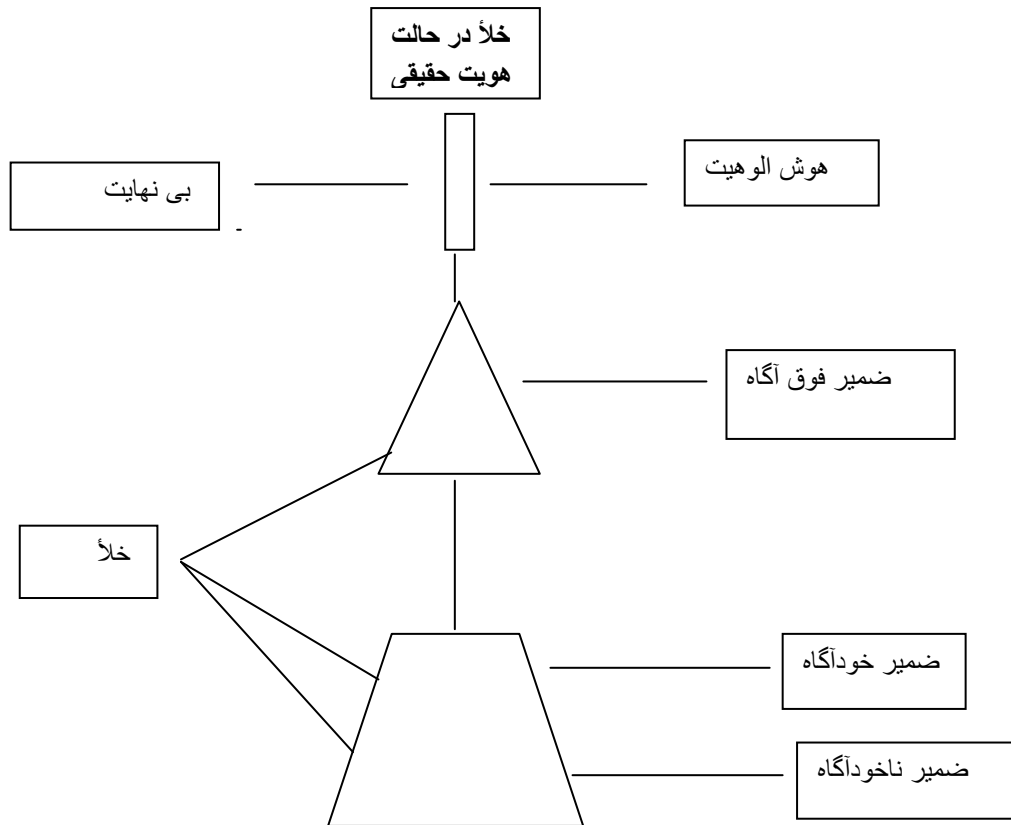 خلأ در حالت
هویت حقیقی
هوش الوهیت
بی نهایت
ضمیر فوق آگاه
خلأ
ضمیر خودآگاه
ضمیر ناخودآگاه